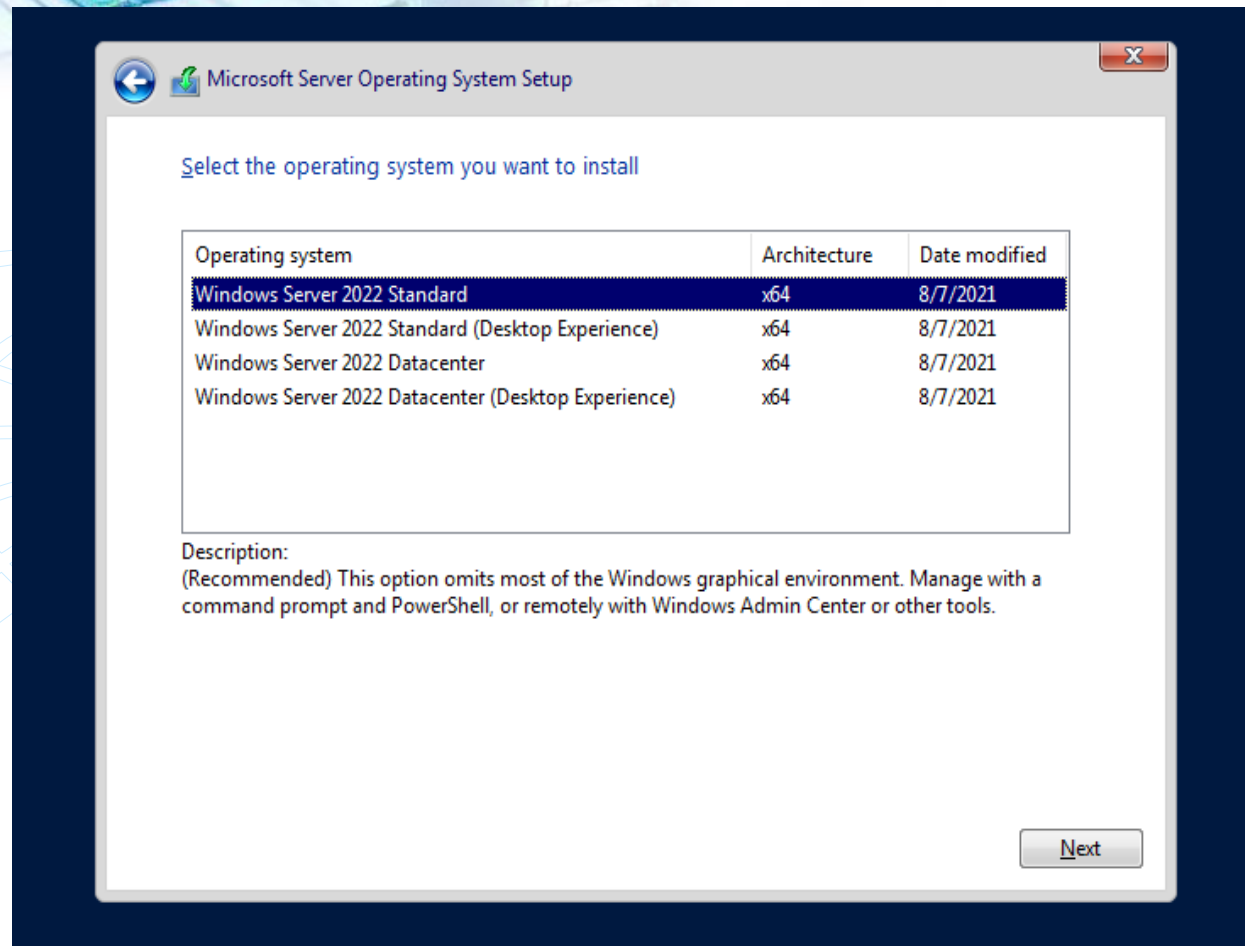 X
Microsoft Server Operating System Setup
Select the operating system you want to install
Operating system Architecture Date modified
Windows Server 2022 Standard x64 8/7/2021
Windows Server 2022 Standard (Desktop Experience) x64 8/7/2021
Windows Server 2022 Datacenter x64 8/7/2021
Windows Server 2022 Datacenter (Desktop Experience) x64 8/7/2021
Description:
(Recommended) This option omits most of the Windows graphical environment. Manage with a
command prompt and PowerShell, or remotely with Windows Admin Center or other tools.
Next